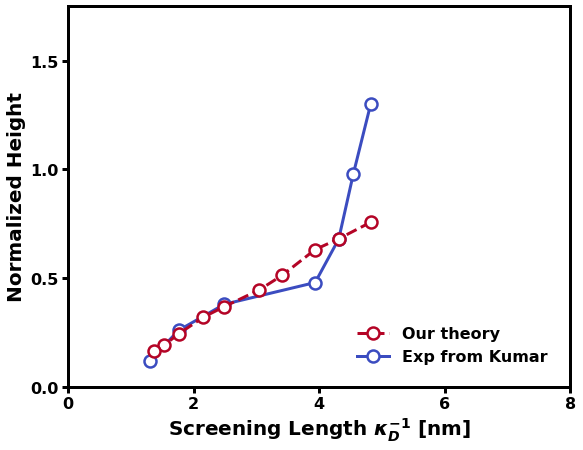 Normalized Height
1.5
1.0
0.5
0.0
0 2 4 6 8
Screening Length κ_D^{-1} [nm]
Our theory
Exp from Kumar